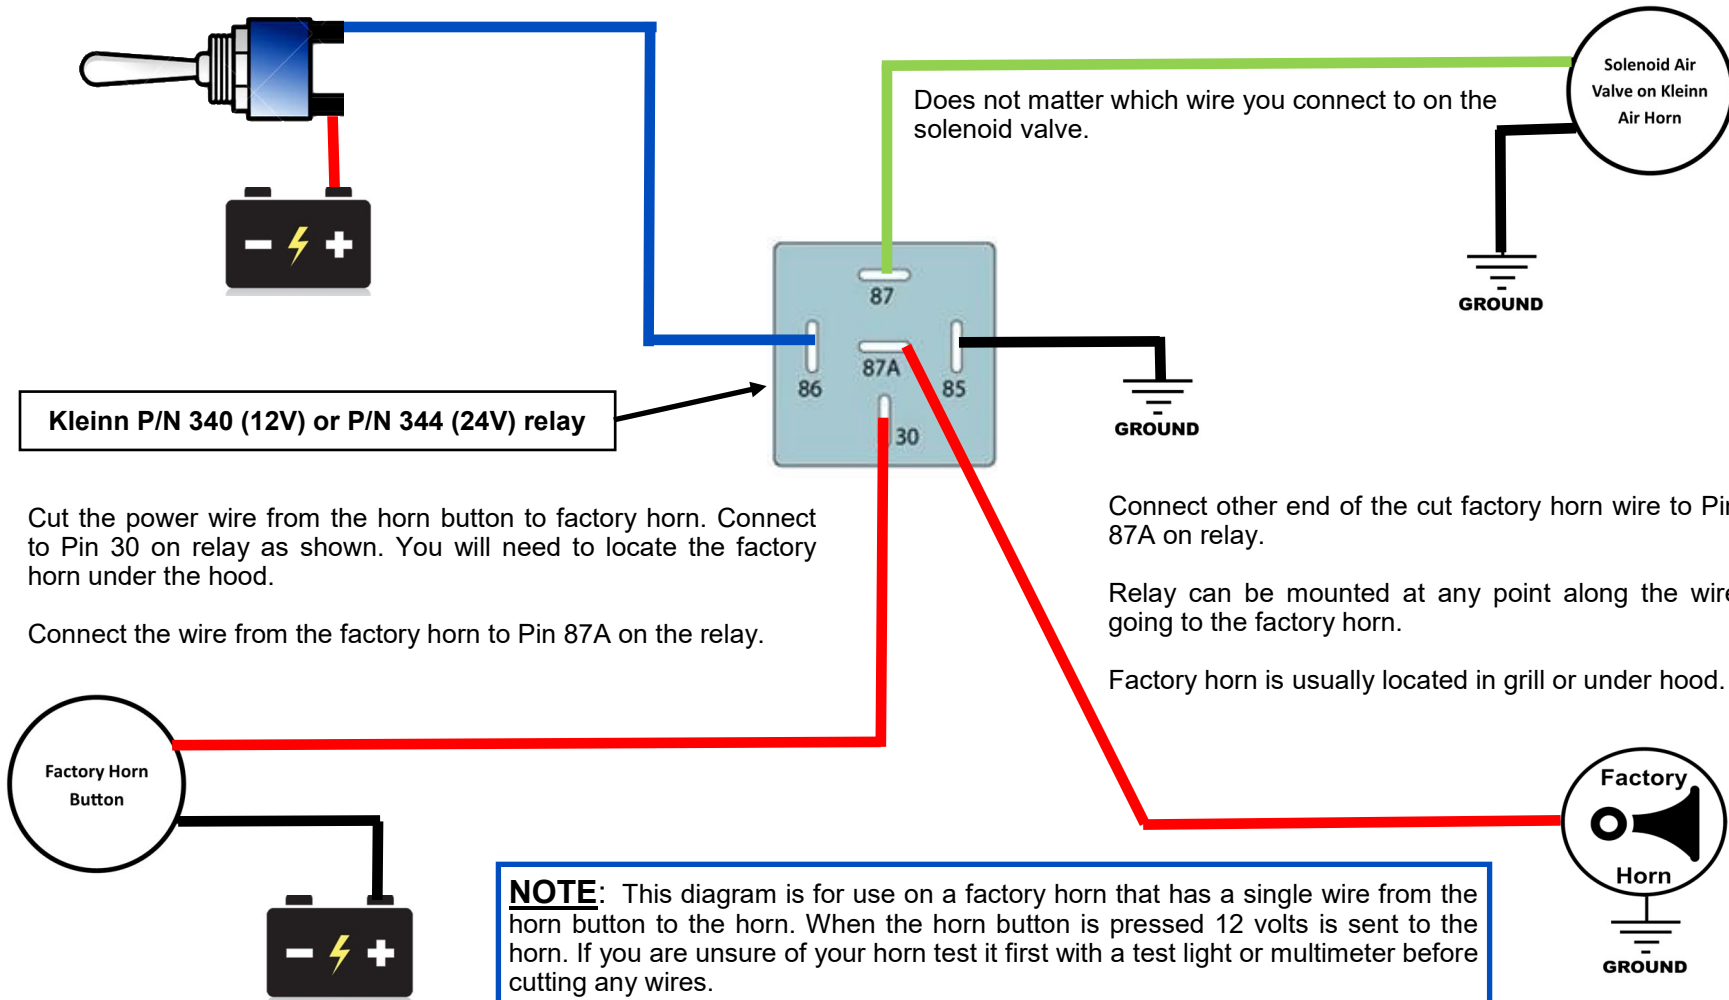 Solenoid Air
Valve on Kleinn
Air Horn
Does not matter which wire you connect to on the
solenoid valve.
GROUND
87
87A
86
85
30
GROUND
Kleinn P/N 340 (12V) or P/N 344 (24V) relay
Cut the power wire from the horn button to factory horn. Connect
to Pin 30 on relay as shown. You will need to locate the factory
horn under the hood.
Connect the wire from the factory horn to Pin 87A on the relay.
Connect other end of the cut factory horn wire to Pin
87A on relay.
Relay can be mounted at any point along the wire
going to the factory horn.
Factory horn is usually located in grill or under hood.
Factory Horn
Button
Factory
Horn
GROUND
NOTE: This diagram is for use on a factory horn that has a single wire from the
horn button to the horn. When the horn button is pressed 12 volts is sent to the
horn. If you are unsure of your horn test it first with a test light or multimeter before
cutting any wires.